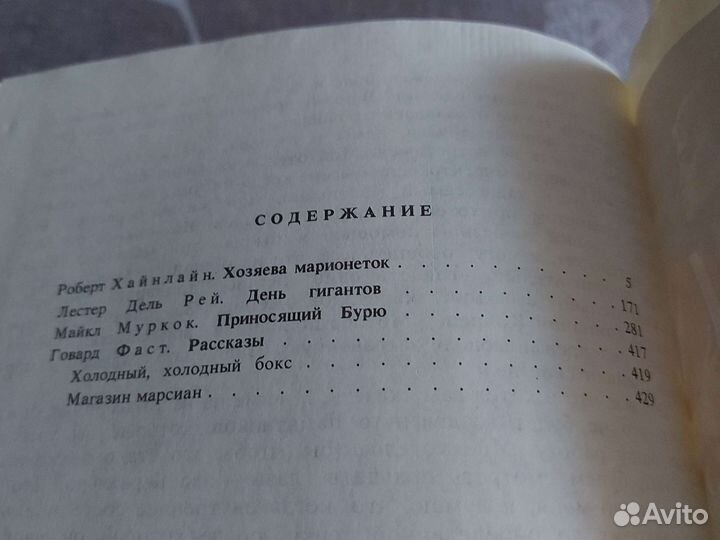 СОДЕРЖАНИЕ
Роберт Хайнлайн. Хозяева марионеток . . . . . . . . . . 5
Лестер Дель Рей. День гигантов . . . . . . . . . . 171
Майкл Муркок. Приносящий Бурю . . . . . . . . . . 281
Говард Фаст. Рассказы . . . . . . . . . . . . . 417
Холодный, холодный бокс . . . . . . . . . . . 419
Магазин марсиан . . . . . . . . . . . . . . . 429
Avito